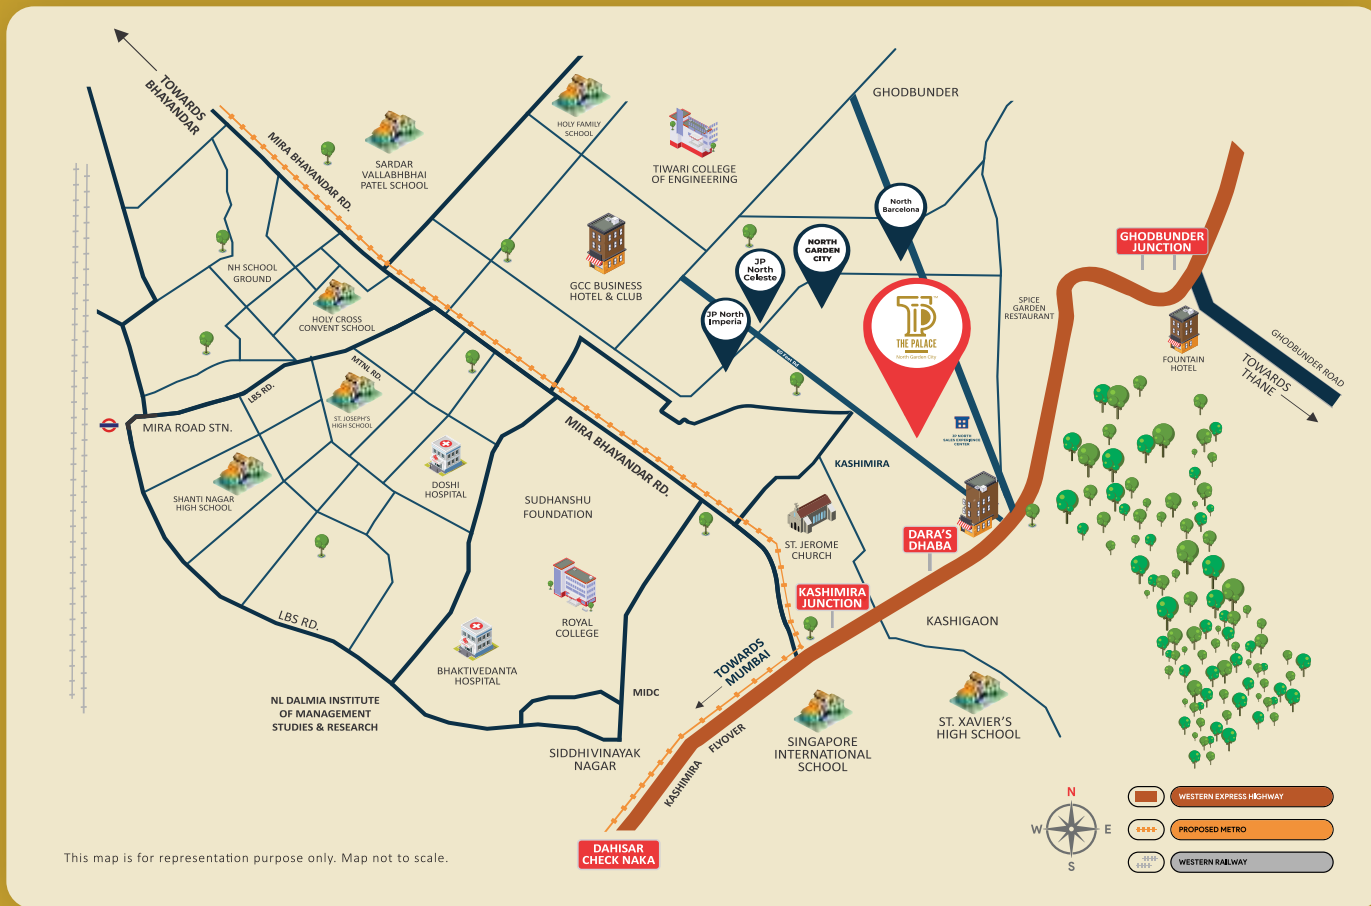 TOWARDS
BHAYANDAR
MIRA BHAYANDAR RD.
SARDAR
VALLABHBHAI
PATEL SCHOOL
HOLY FAMILY
SCHOOL
TIWARI COLLEGE
OF ENGINEERING
GHODBUNDER
North
Barcelona
NORTH
GARDEN
CITY
JP
North
Celeste
JP North
Imperia
GCC BUSINESS
HOTEL & CLUB
NH SCHOOL
GROUND
HOLY CROSS
CONVENT SCHOOL
THE PALACE
North Garden City
SPICE
GARDEN
RESTAURANT
GHODBUNDER
JUNCTION
FOUNTAIN
HOTEL
GHODBUNDER ROAD
TOWARDS
THANE
MTNL RD.
LBS RD.
ST. JOSEPH'S
HIGH SCHOOL
MIRA ROAD STN.
SHANTI NAGAR
HIGH SCHOOL
DOSHI
HOSPITAL
MIRA BHAYANDAR RD.
SUDHANSHU
FOUNDATION
KASHIMIRA
JP NORTH
SALES EXPERIENCE
CENTER
ST. JEROME
CHURCH
DARA'S
DHABA
KASHIMIRA
JUNCTION
KASHIGAON
ROYAL
COLLEGE
LBS RD.
BHAKTIVEDANTA
HOSPITAL
TOWARDS
MUMBAI
MIDC
NL DALMIA INSTITUTE
OF MANAGEMENT
STUDIES & RESEARCH
SIDDHIVINAYAK
NAGAR
KASHIMIRA FLYOVER
SINGAPORE
INTERNATIONAL
SCHOOL
ST. XAVIER'S
HIGH SCHOOL
DAHISAR
CHECK NAKA
N
W
E
S
WESTERN EXPRESS HIGHWAY
PROPOSED METRO
WESTERN RAILWAY
This map is for representation purpose only. Map not to scale.